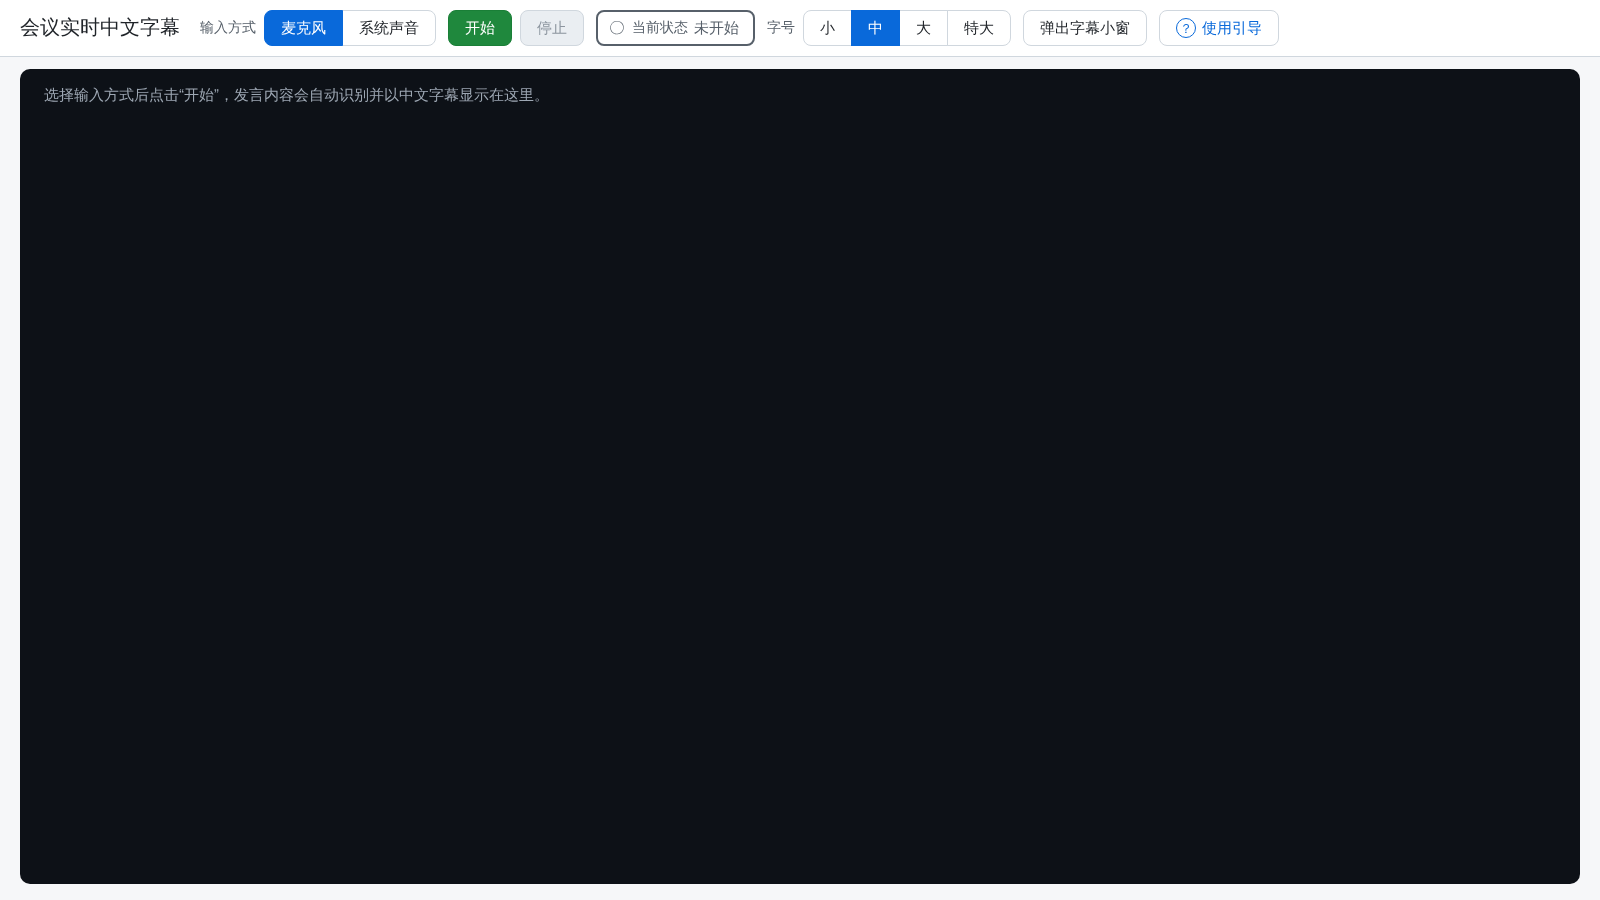 会议实时中文字幕 输入方式 麦克风 系统声音 开始 停止 当前状态 未开始 字号 小 中 大 特大 弹出字幕小窗 ? 使用引导
选择输入方式后点击“开始”，发言内容会自动识别并以中文字幕显示在这里。